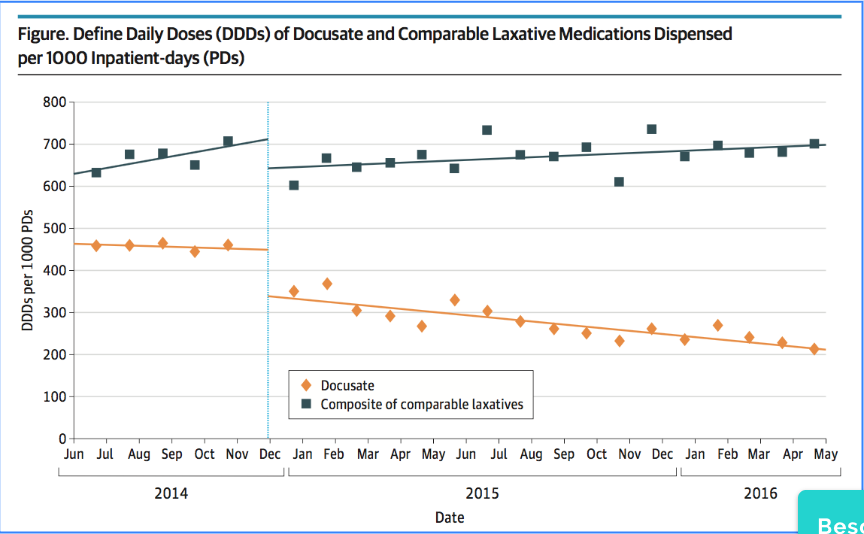 Figure. Define Daily Doses (DDDs) of Docusate and Comparable Laxative Medications Dispensed
per 1000 Inpatient-days (PDs)
800
700
600
500
400
300
200
100
0
DDDs per 1000 PDs
Docusate
Composite of comparable laxatives
Jun Jul Aug Sep Oct Nov Dec Jan Feb Mar Apr May Jun Jul Aug Sep Oct Nov Dec Jan Feb Mar Apr May
2014 2015 2016
Date